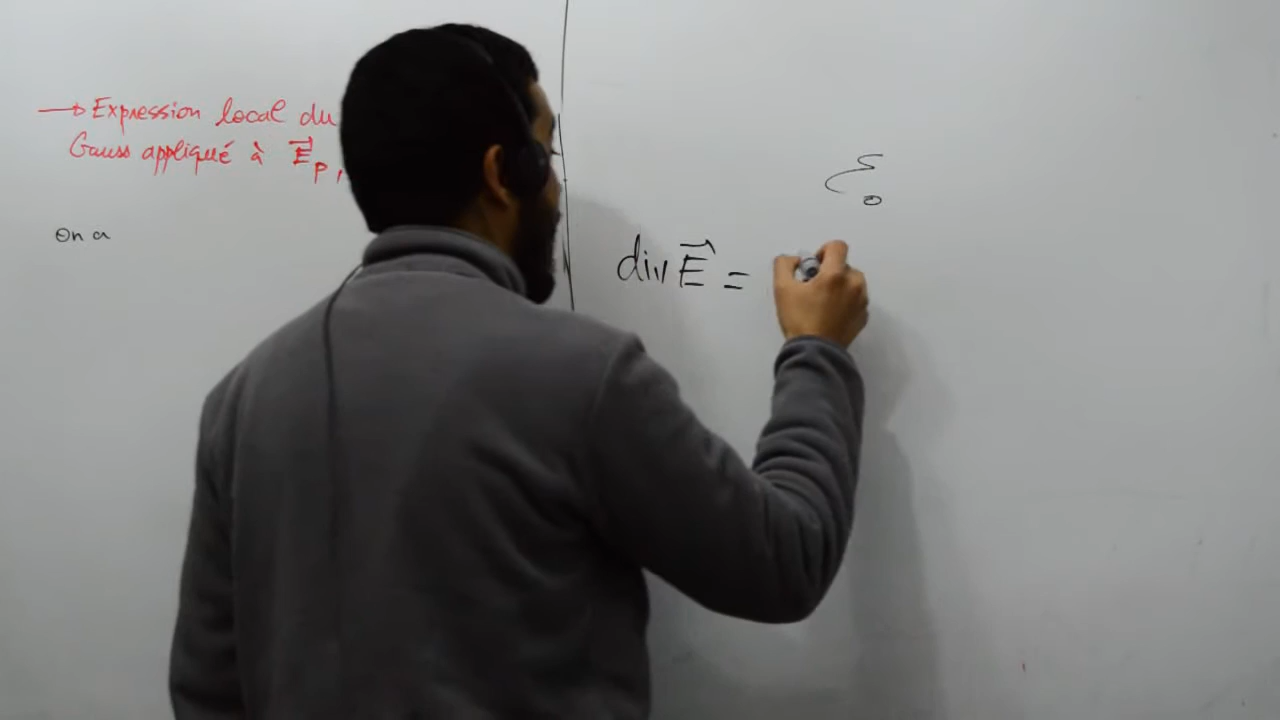 → Expression local du
Gauss appliqué à E⃗p,
On a
ε₀
div E⃗ =